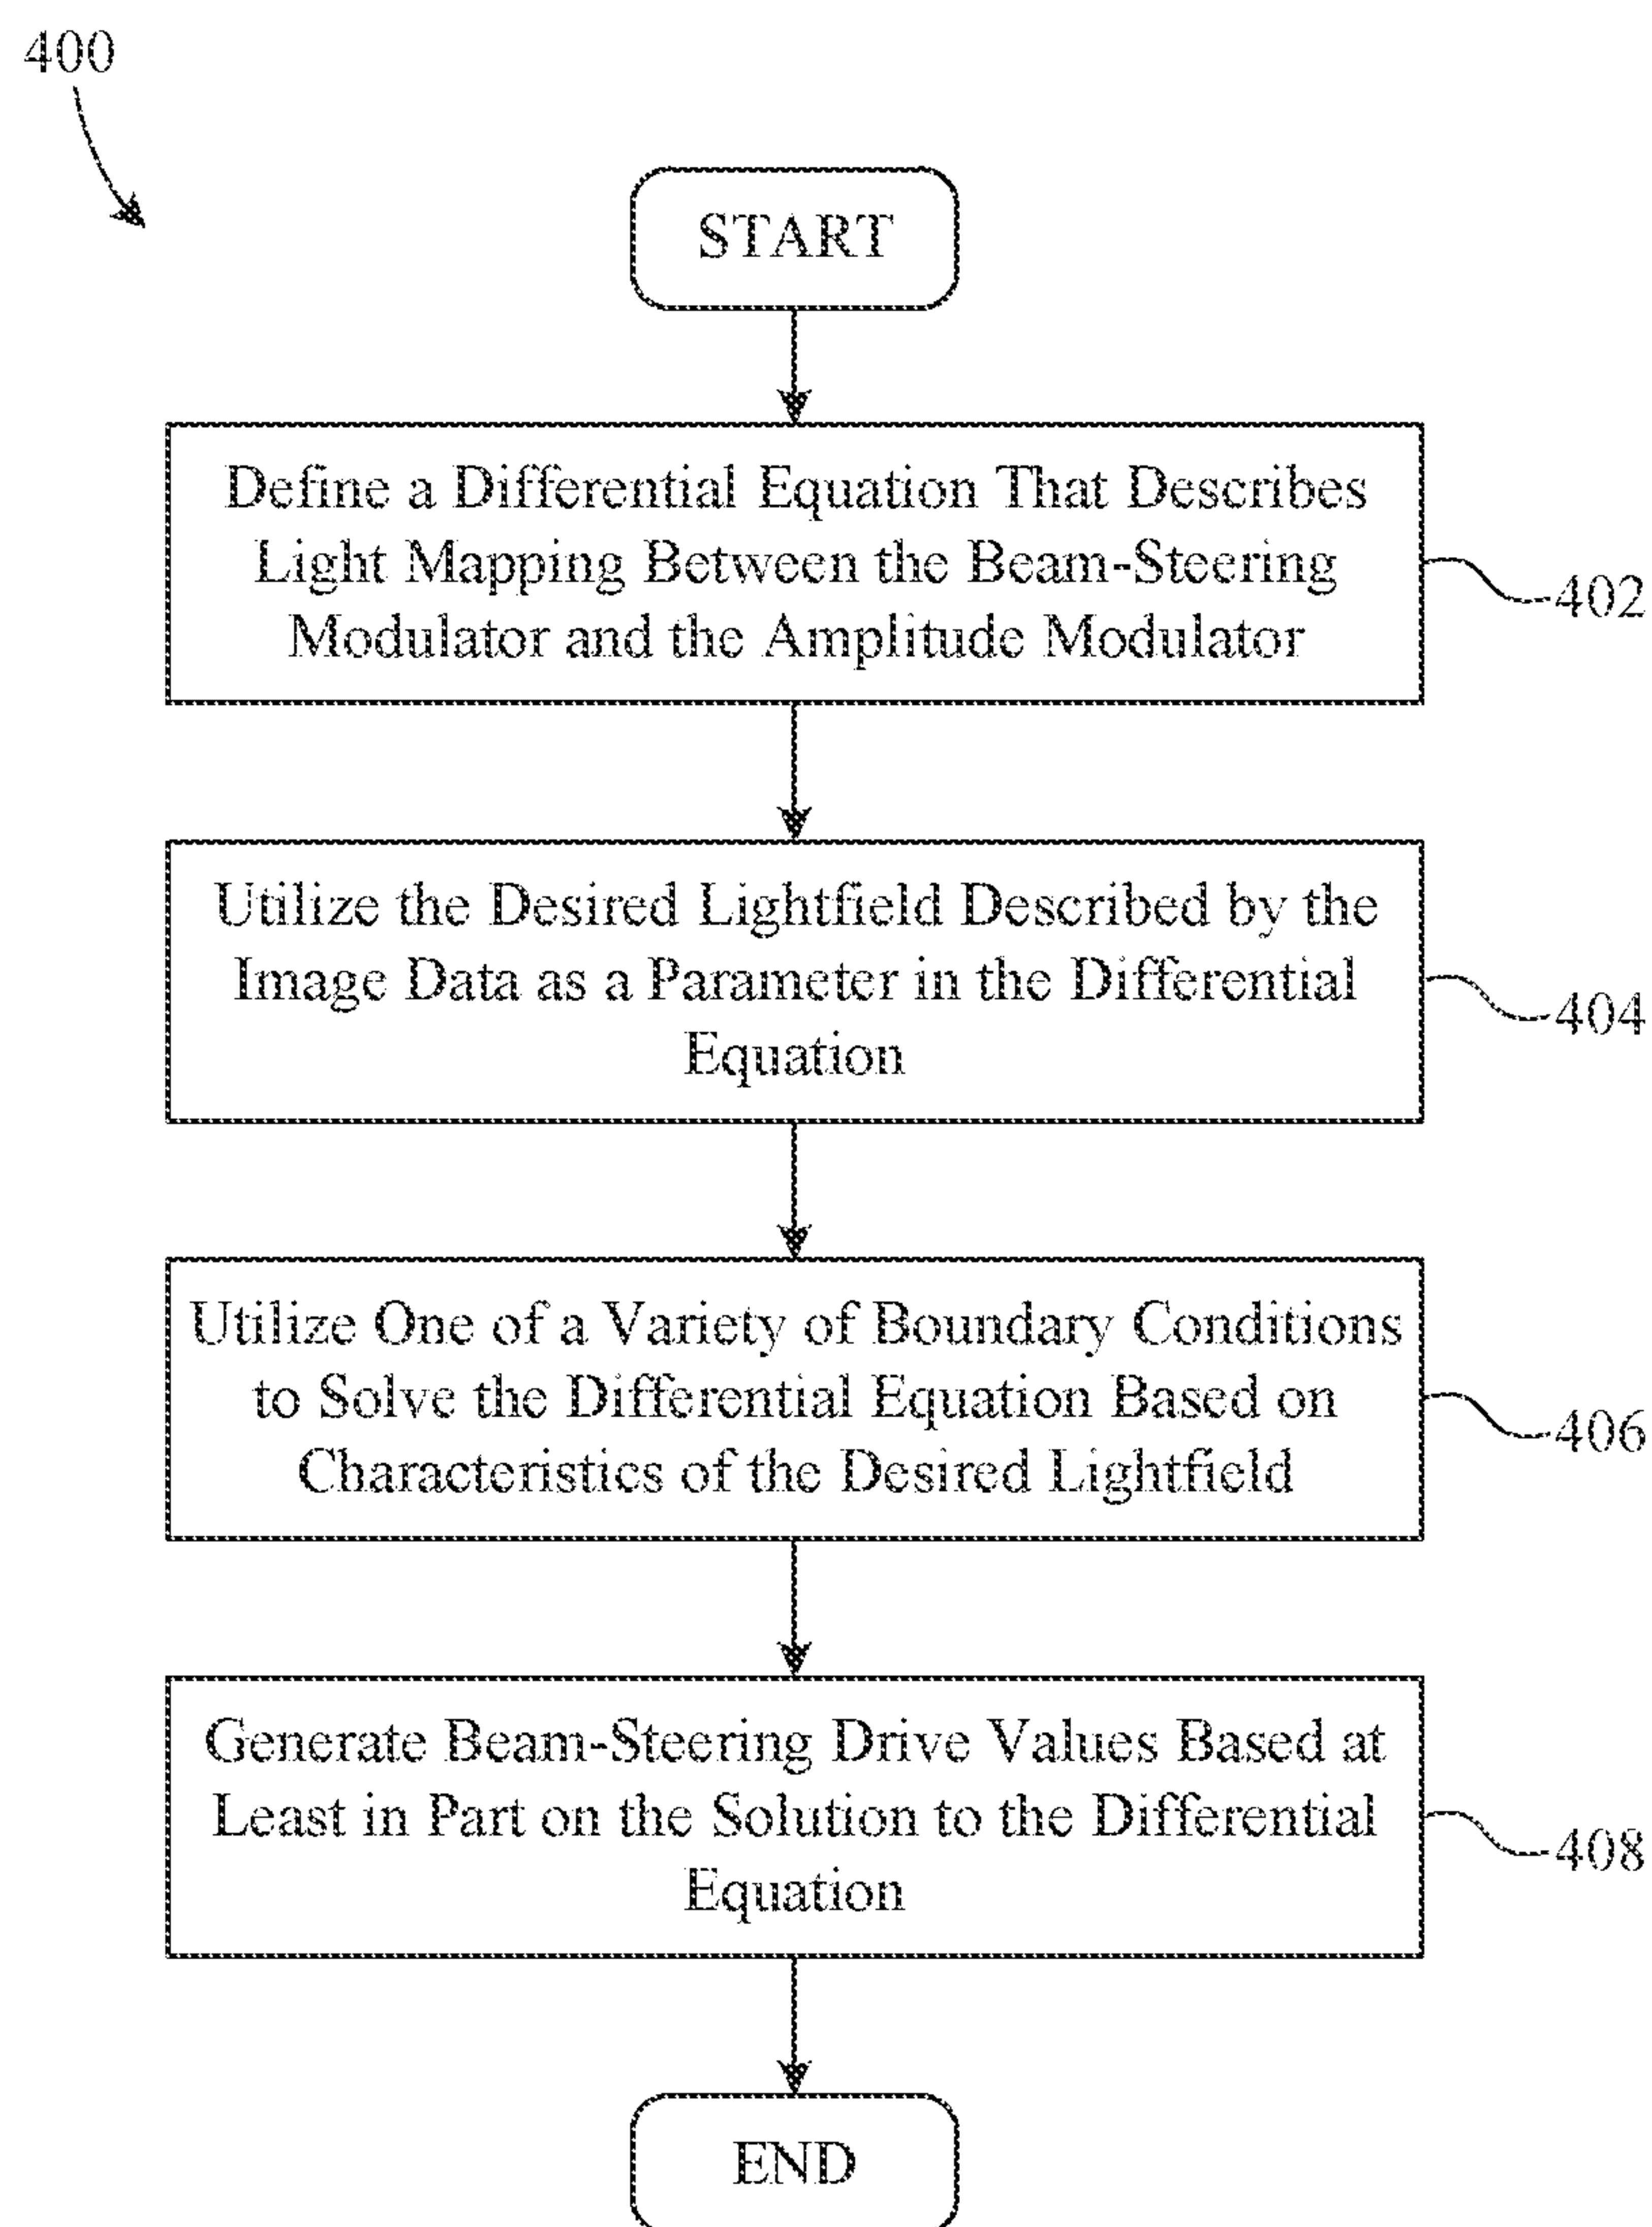 400
START
Define a Differential Equation That Describes
Light Mapping Between the Beam-Steering
Modulator and the Amplitude Modulator
402
Utilize the Desired Lightfield Described by the
Image Data as a Parameter in the Differential
Equation
404
Utilize One of a Variety of Boundary Conditions
to Solve the Differential Equation Based on
Characteristics of the Desired Lightfield
406
Generate Beam-Steering Drive Values Based at
Least in Part on the Solution to the Differential
Equation
408
END